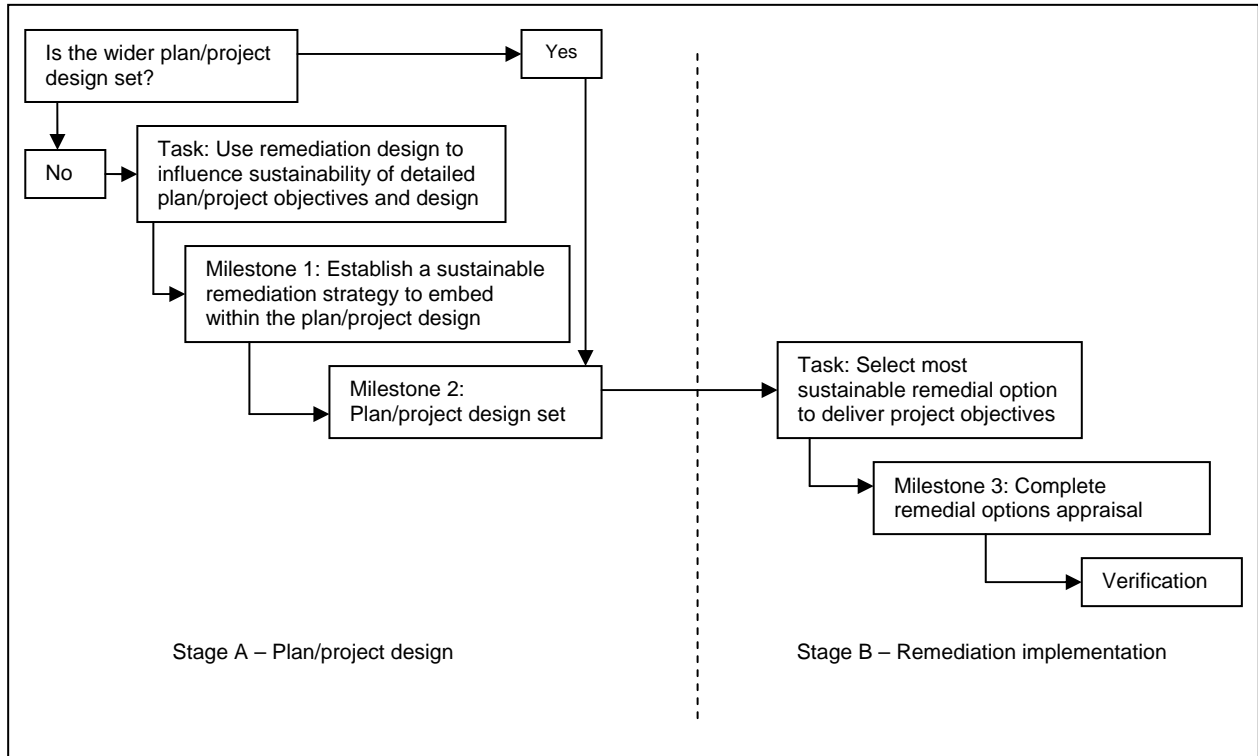 Is the wider plan/project
design set?
Yes
No
Task: Use remediation design to
influence sustainability of detailed
plan/project objectives and design
Milestone 1: Establish a sustainable
remediation strategy to embed
within the plan/project design
Milestone 2:
Plan/project design set
Task: Select most
sustainable remedial option
to deliver project objectives
Milestone 3: Complete
remedial options appraisal
Verification
Stage A – Plan/project design
Stage B – Remediation implementation